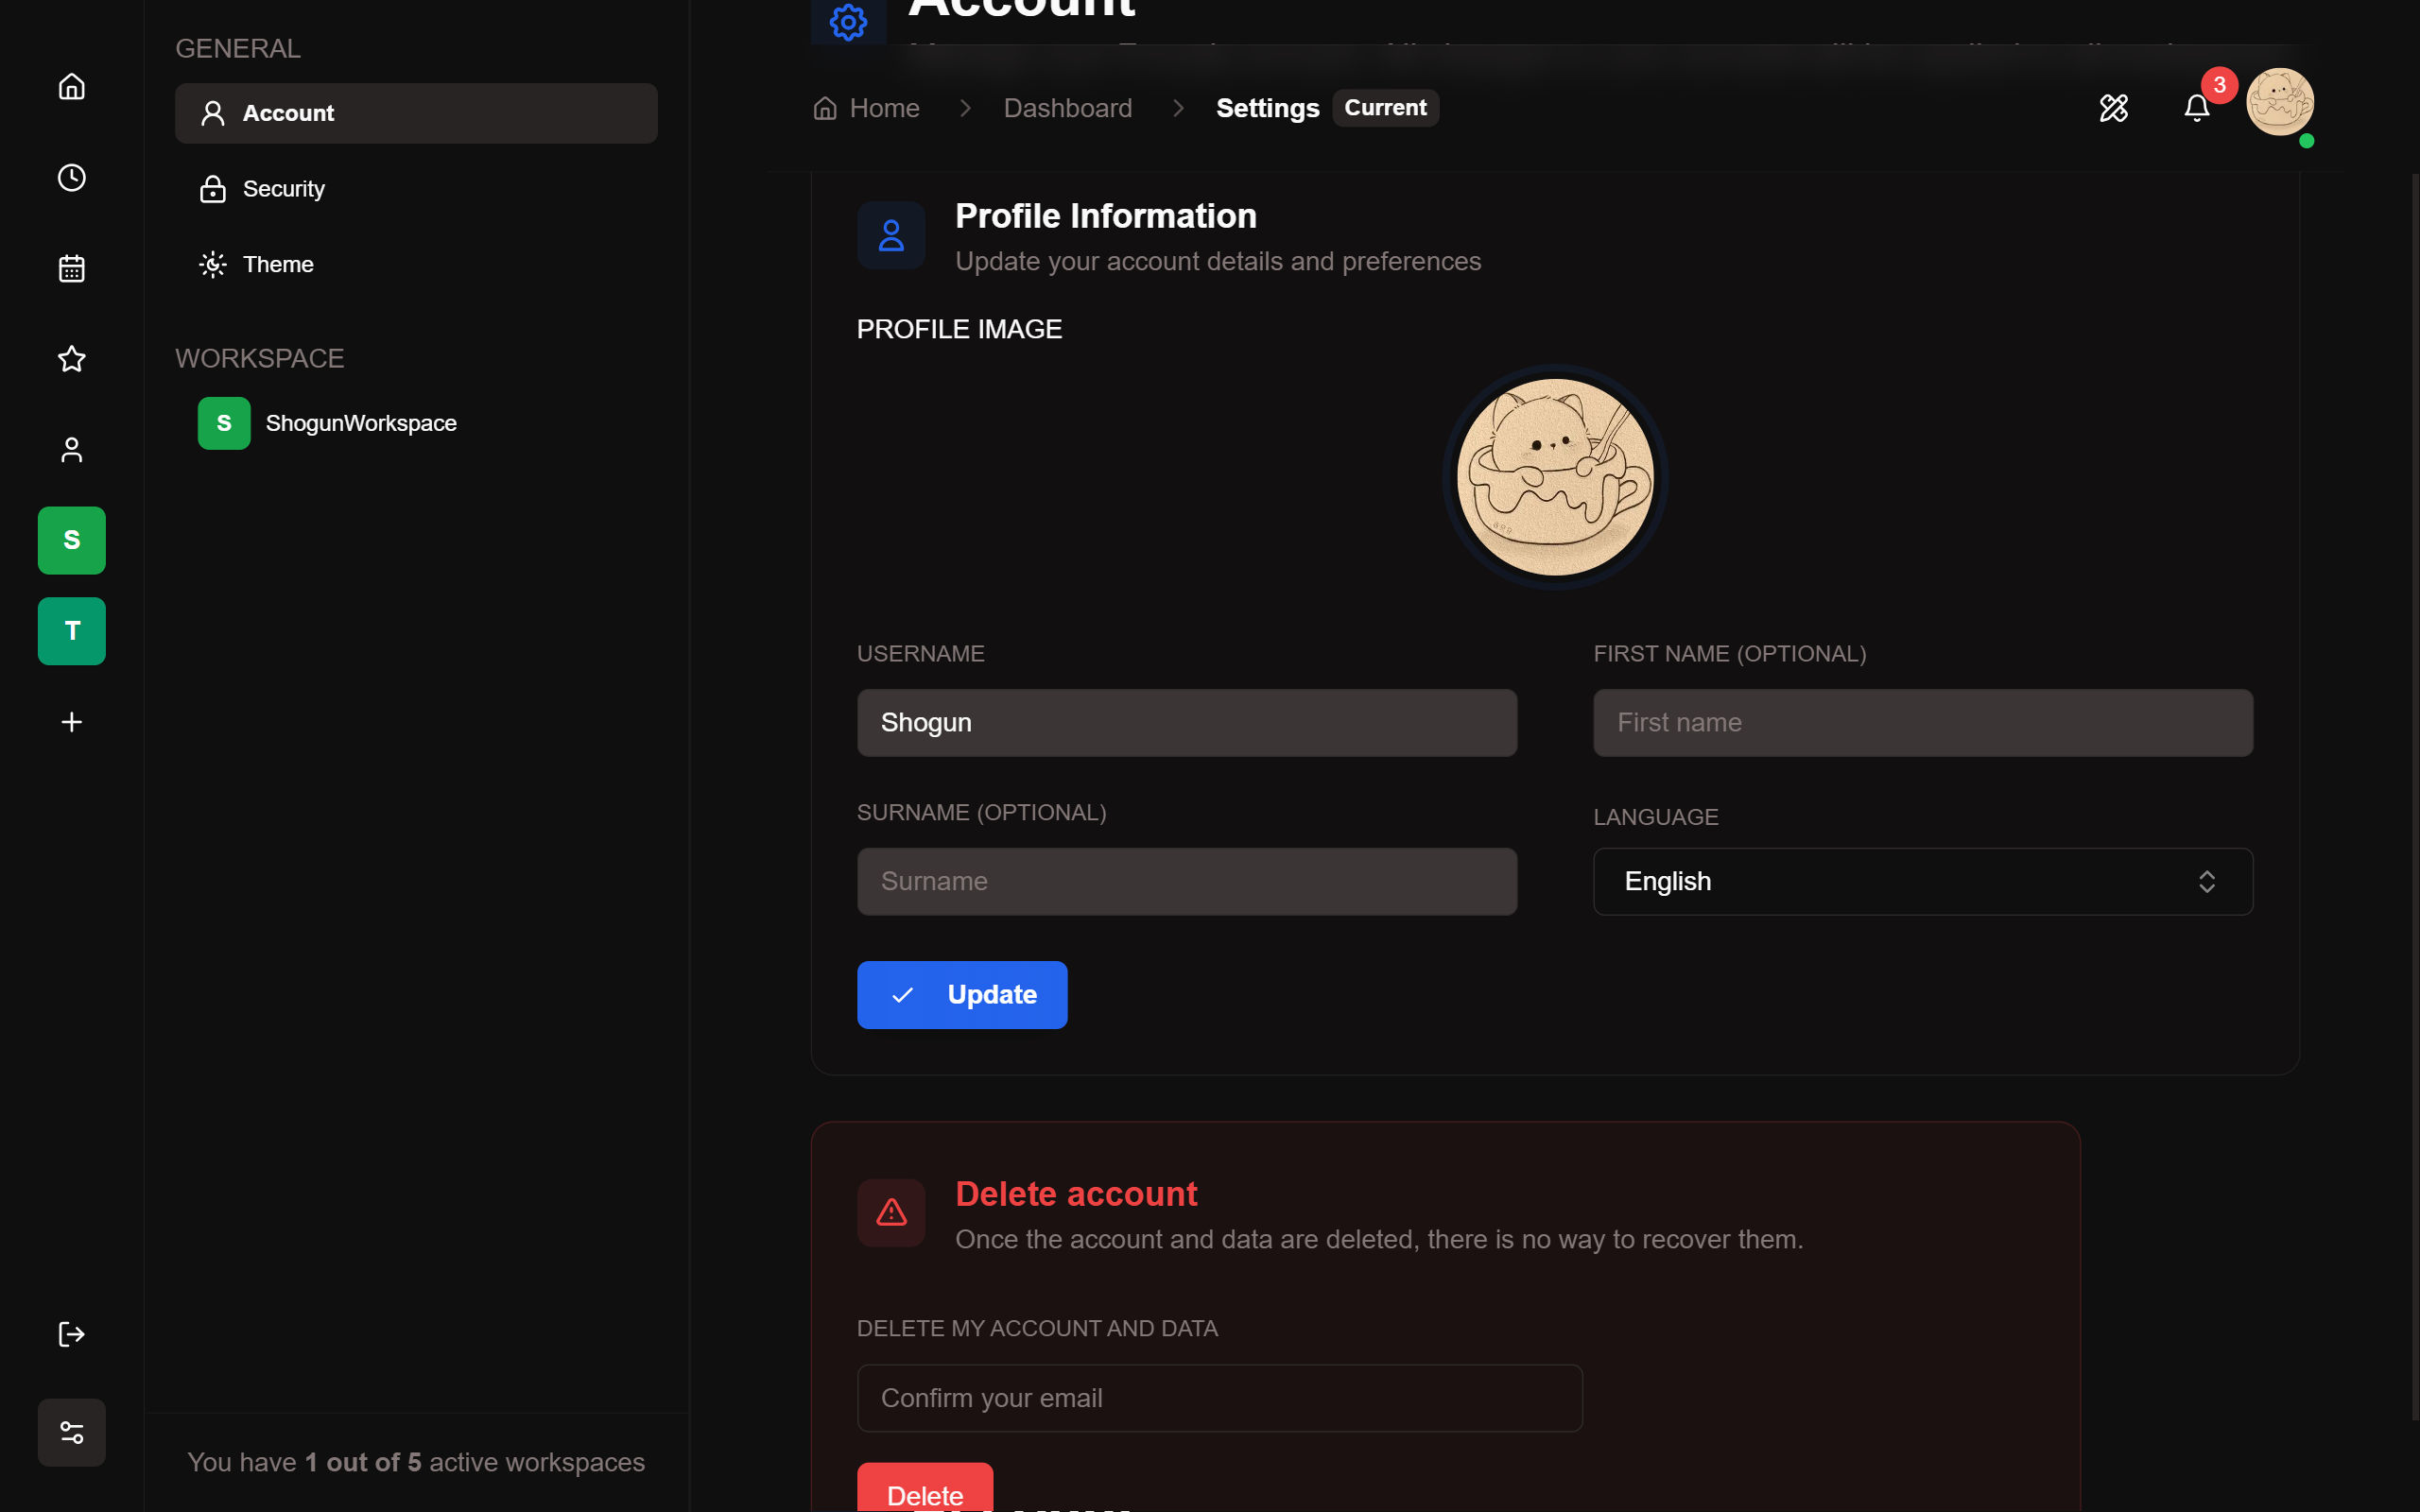 GENERAL
Account
Security
Theme
WORKSPACE
S
ShogunWorkspace
S
T
You have 1 out of 5 active workspaces
Account
Home
Dashboard
Settings
Current
3
Profile Information
Update your account details and preferences
PROFILE IMAGE
USERNAME
FIRST NAME (OPTIONAL)
Shogun
First name
SURNAME (OPTIONAL)
LANGUAGE
Surname
English
Update
Delete account
Once the account and data are deleted, there is no way to recover them.
DELETE MY ACCOUNT AND DATA
Confirm your email
Delete